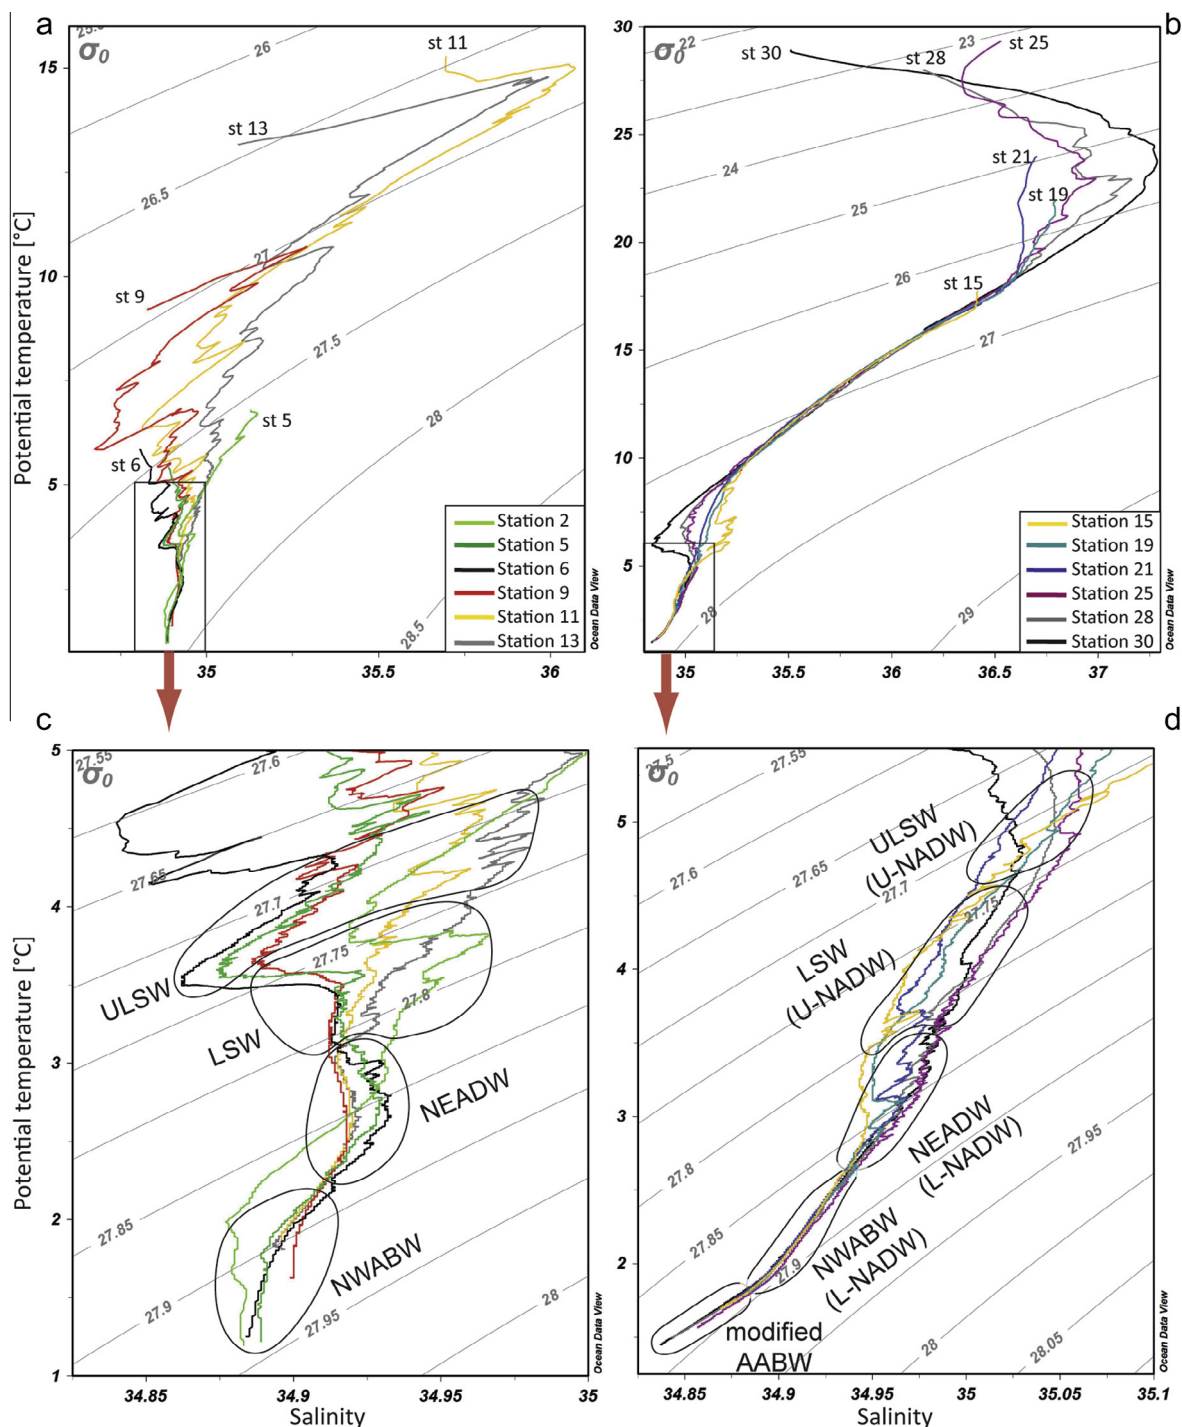 a
σ0
25.5
26
26.5
27
27.5
28
28.5
st 11
st 13
st 9
st 5
st 6
15
10
5
Potential temperature [°C]
Station 2
Station 5
Station 6
Station 9
Station 11
Station 13
Ocean Data View
35
35.5
36
b
σ0
22
23
24
25
26
27
28
29
st 30
st 28
st 25
st 21
st 19
st 15
30
25
20
15
10
5
Station 15
Station 19
Station 21
Station 25
Station 28
Station 30
Ocean Data View
35
35.5
36
36.5
37
c
σ0
27.55
27.6
27.65
27.7
27.75
27.8
27.85
27.9
27.95
28
ULSW
LSW
NEADW
NWABW
5
4
3
2
1
Potential temperature [°C]
Ocean Data View
34.85
34.9
34.95
35
Salinity
d
σ0
27.5
27.55
27.6
27.65
27.7
27.75
27.8
27.85
27.9
27.95
28
28.05
ULSW
(U-NADW)
LSW
(U-NADW)
NEADW
(L-NADW)
NWABW
(L-NADW)
modified
AABW
5
4
3
2
Ocean Data View
34.85
34.9
34.95
35
35.05
35.1
Salinity